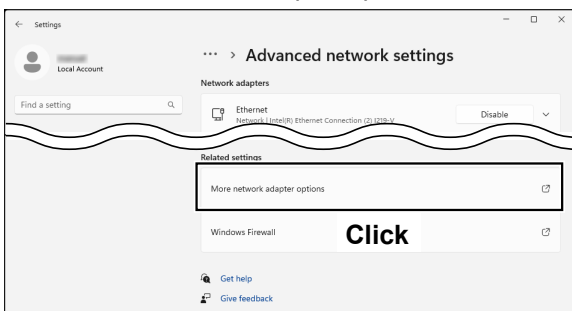 Settings
Local Account
Find a setting
··· > Advanced network settings
Network adapters
Ethernet
Network | Intel(R) Ethernet Connection (2) I219-V
Disable
Related settings
More network adapter options
Windows Firewall
Click
Get help
Give feedback